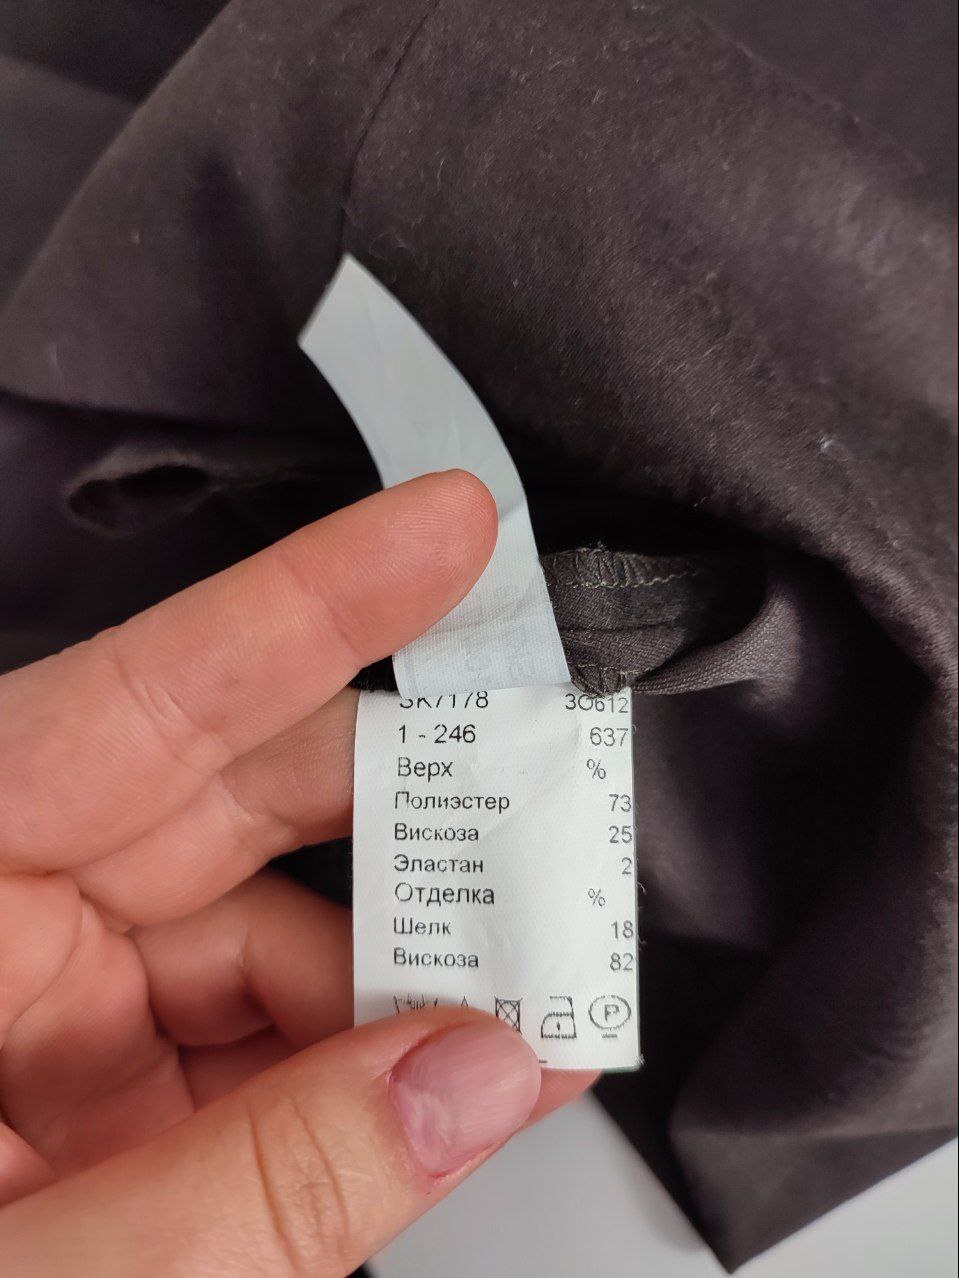 SK7178 30612
1 - 246 637
Верх %
Полиэстер 73
Вискоза 25
Эластан 2
Отделка %
Шелк 18
Вискоза 82
P